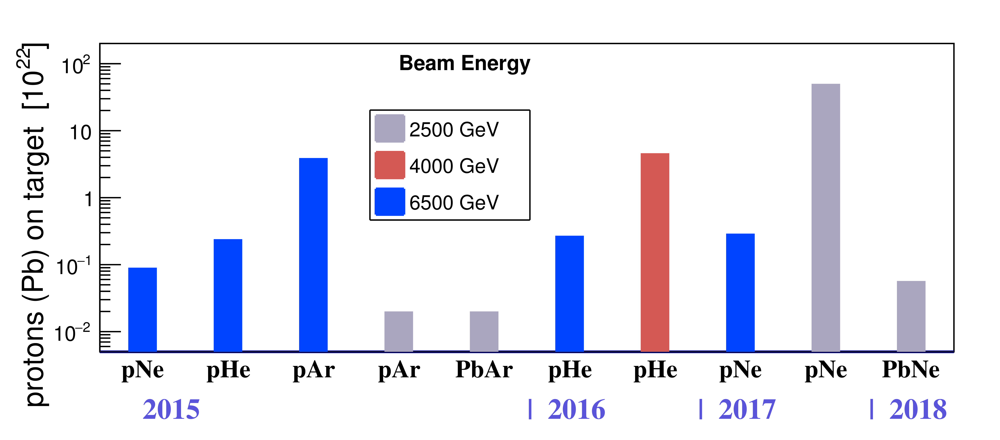 Beam Energy
protons (Pb) on target [10²²]
10²
10
1
10⁻¹
10⁻²
2500 GeV
4000 GeV
6500 GeV
pNe pHe pAr pAr PbAr pHe pHe pNe pNe PbNe
2015 | 2016 | 2017 | 2018